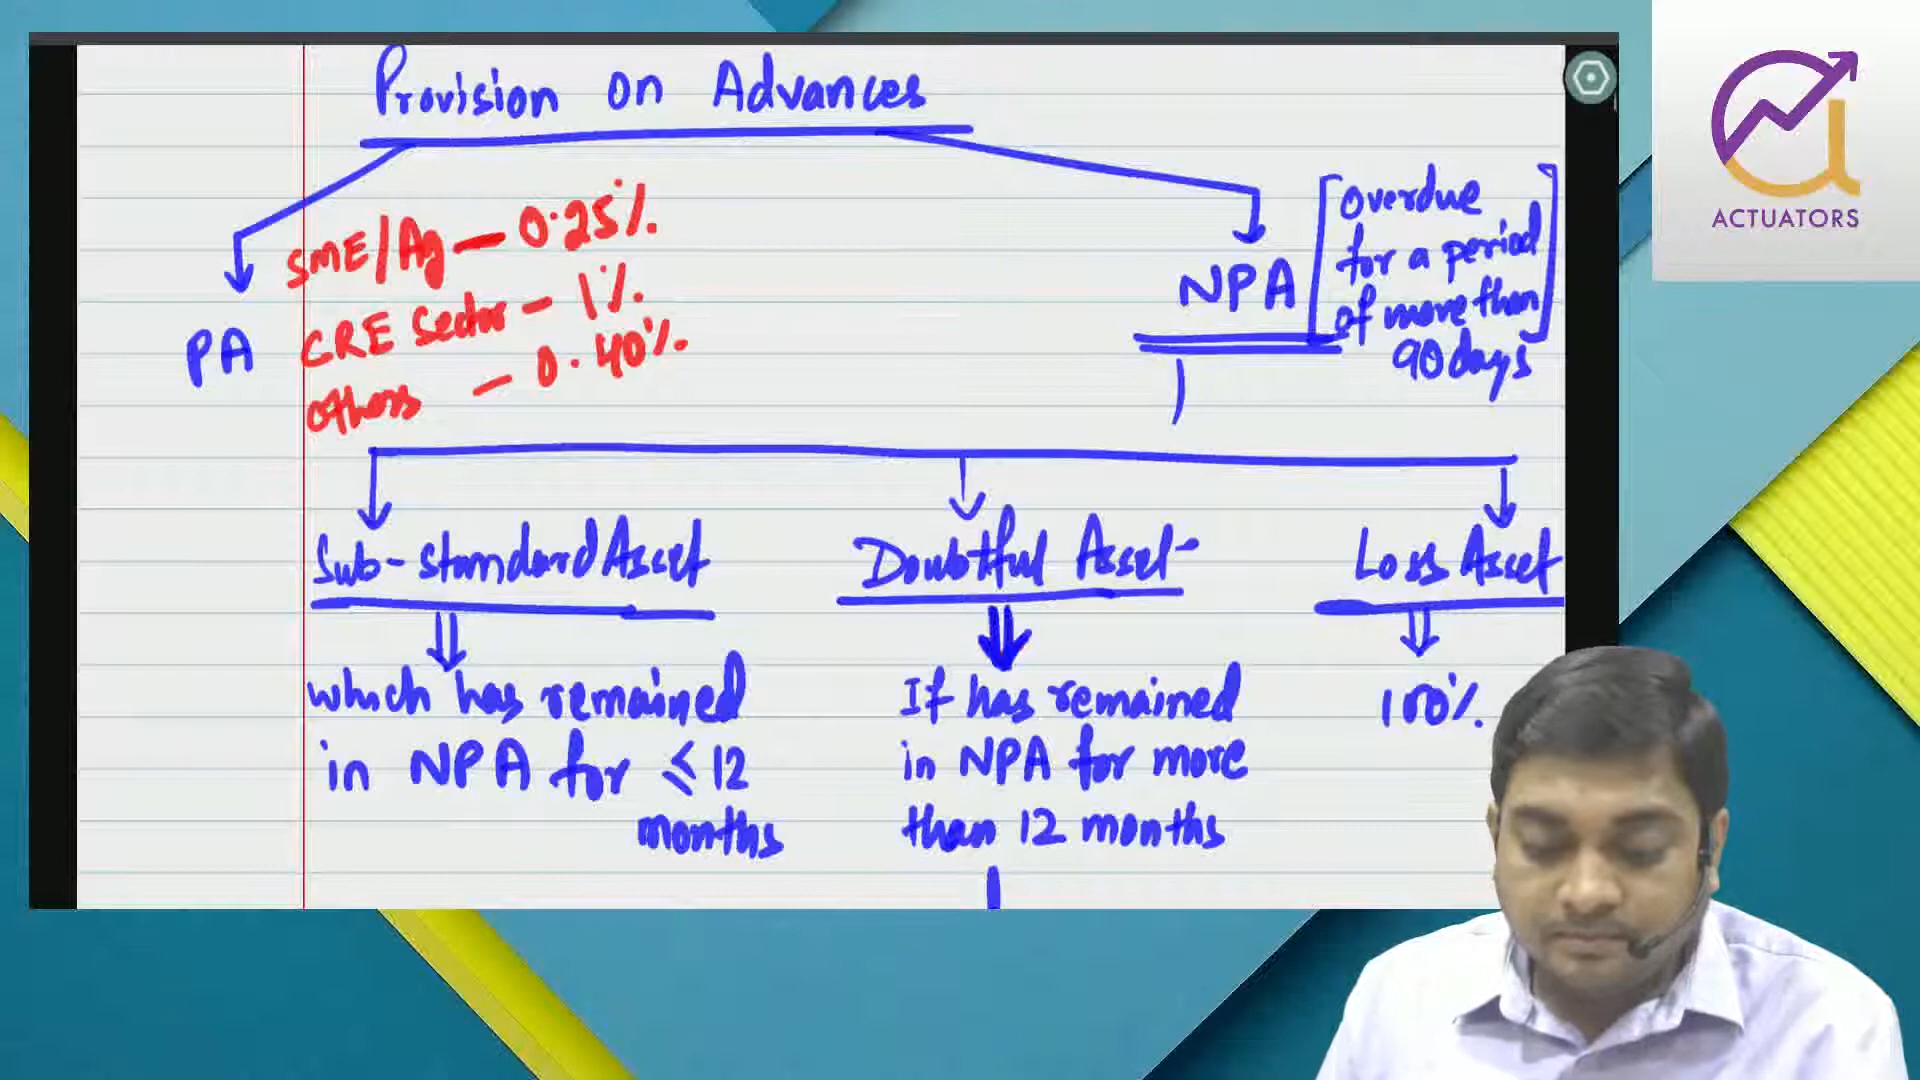 Provision on Advances
PA
SME/Ag — 0.25%.
CRE Sector - 1%.
others - 0.40%.
NPA
[overdue
for a period
of more than]
90 days
Sub-standard Asset
which has remained
in NPA for ≤ 12
months
Doubtful Asset
If has remained
in NPA for more
than 12 months
Loss Asset
100%.
ACTUATORS